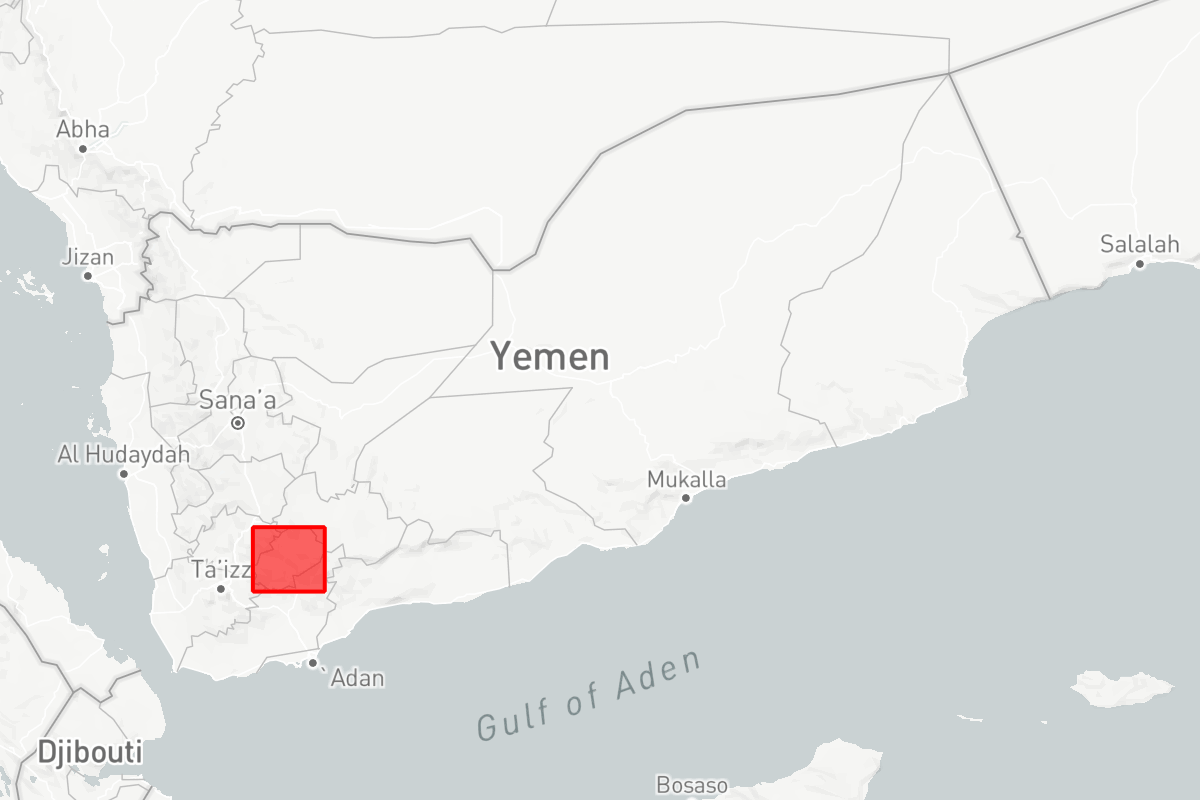 Abha
Jizan
Salalah
Yemen
Sana’a
Al Hudaydah
Mukalla
Ta’izz
`Adan
Gulf of Aden
Djibouti
Bosaso